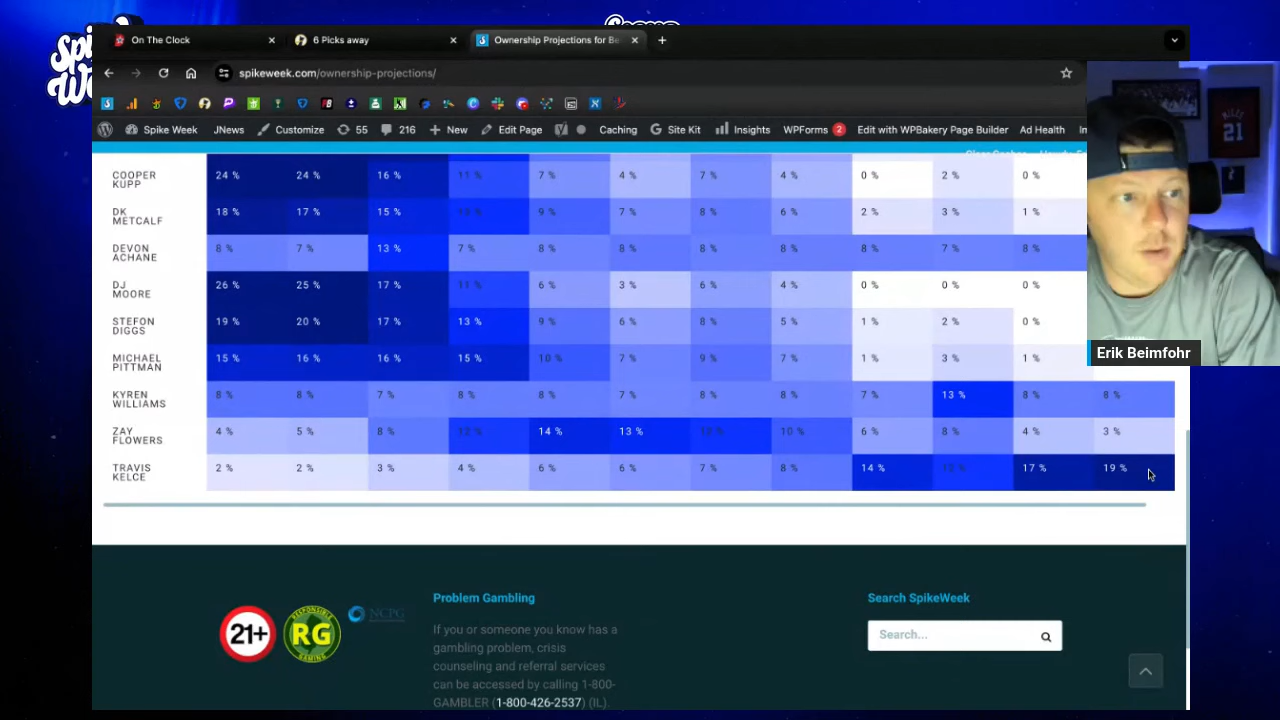 On The Clock
6 Picks away
Ownership Projections for Be
spikeweek.com/ownership-projections/
Spike Week
JNews
Customize
55
216
New
Edit Page
Caching
Site Kit
Insights
WPForms 2
Edit with WPBakery Page Builder
Ad Health
COOPER
KUPP
24 % 24 % 16 % 11 % 7 % 4 % 7 % 4 % 0 % 2 % 0 %
DK
METCALF
18 % 17 % 15 % 9 % 7 % 8 % 6 % 2 % 3 % 1 %
DEVON
ACHANE
8 % 7 % 13 % 7 % 8 % 8 % 8 % 8 % 8 % 7 % 8 %
DJ
MOORE
26 % 25 % 17 % 11 % 6 % 3 % 6 % 4 % 0 % 0 % 0 %
STEFON
DIGGS
19 % 20 % 17 % 13 % 9 % 6 % 8 % 5 % 1 % 2 % 0 %
MICHAEL
PITTMAN
15 % 16 % 16 % 15 % 10 % 7 % 9 % 7 % 1 % 3 % 1 %
KYREN
WILLIAMS
8 % 8 % 7 % 8 % 8 % 7 % 8 % 8 % 7 % 13 % 8 % 8 %
ZAY
FLOWERS
4 % 5 % 8 % 14 % 13 % 10 % 6 % 8 % 4 % 3 %
TRAVIS
KELCE
2 % 2 % 3 % 4 % 6 % 6 % 7 % 8 % 14 % 17 % 19 %
Erik Beimfohr
MILES
21
21+
RESPONSIBLE
RG
GAMING
NCPG
Problem Gambling
If you or someone you know has a
gambling problem, crisis
counseling and referral services
can be accessed by calling 1-800-
GAMBLER (1-800-426-2537) (IL).
Search SpikeWeek
Search...